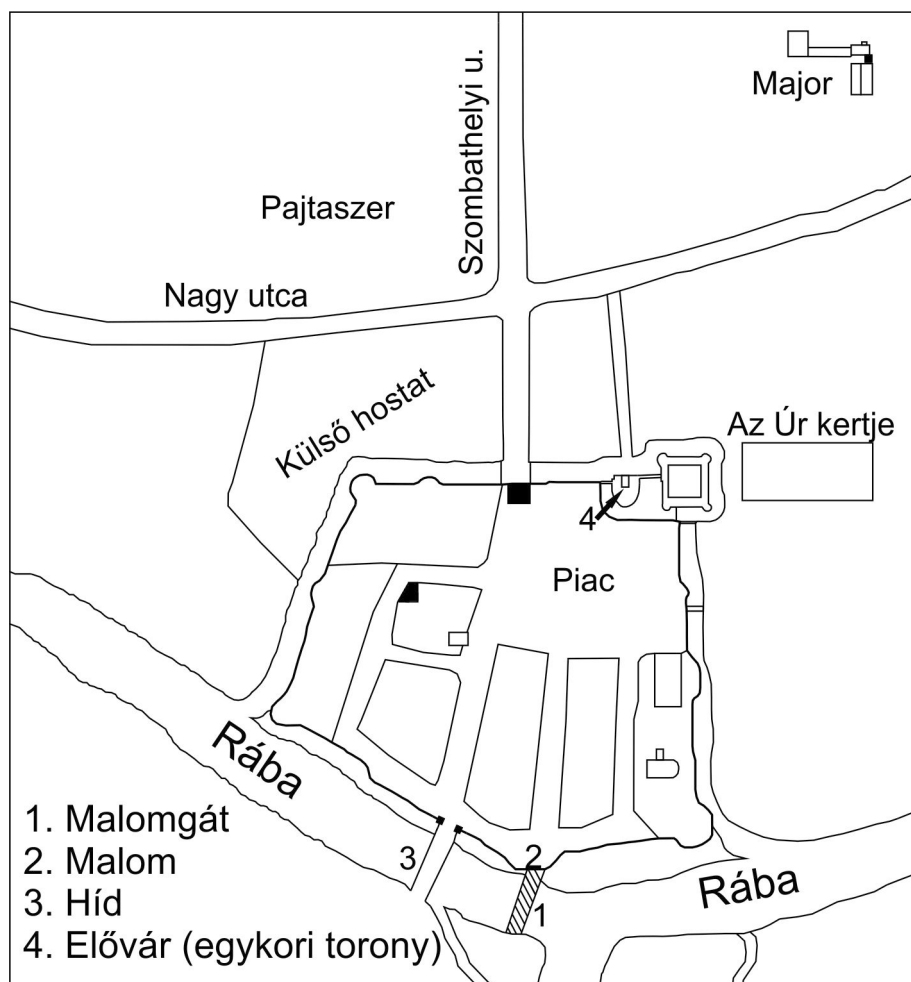 Major
Szombathelyi u.
Pajtaszer
Nagy utca
Külső hostat
Az Úr kertje
4
Piac
Rába
1. Malomgát
2. Malom
3. Híd
4. Elővár (egykori torony)
3
2
1
Rába